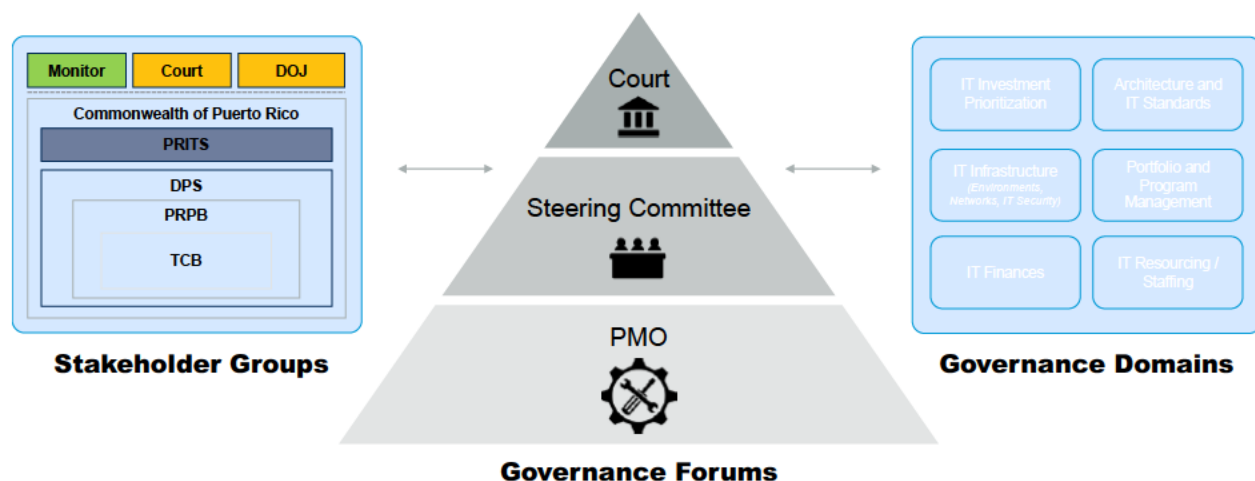 Monitor
Court
DOJ
Commonwealth of Puerto Rico
PRITS
DPS
PRPB
TCB
Stakeholder Groups
Court
Steering Committee
PMO
Governance Forums
IT Investment
Prioritization
Architecture and
IT Standards
IT Infrastructure
(Environments,
Networks, IT Security)
Portfolio and
Program
Management
IT Finances
IT Resourcing /
Staffing
Governance Domains